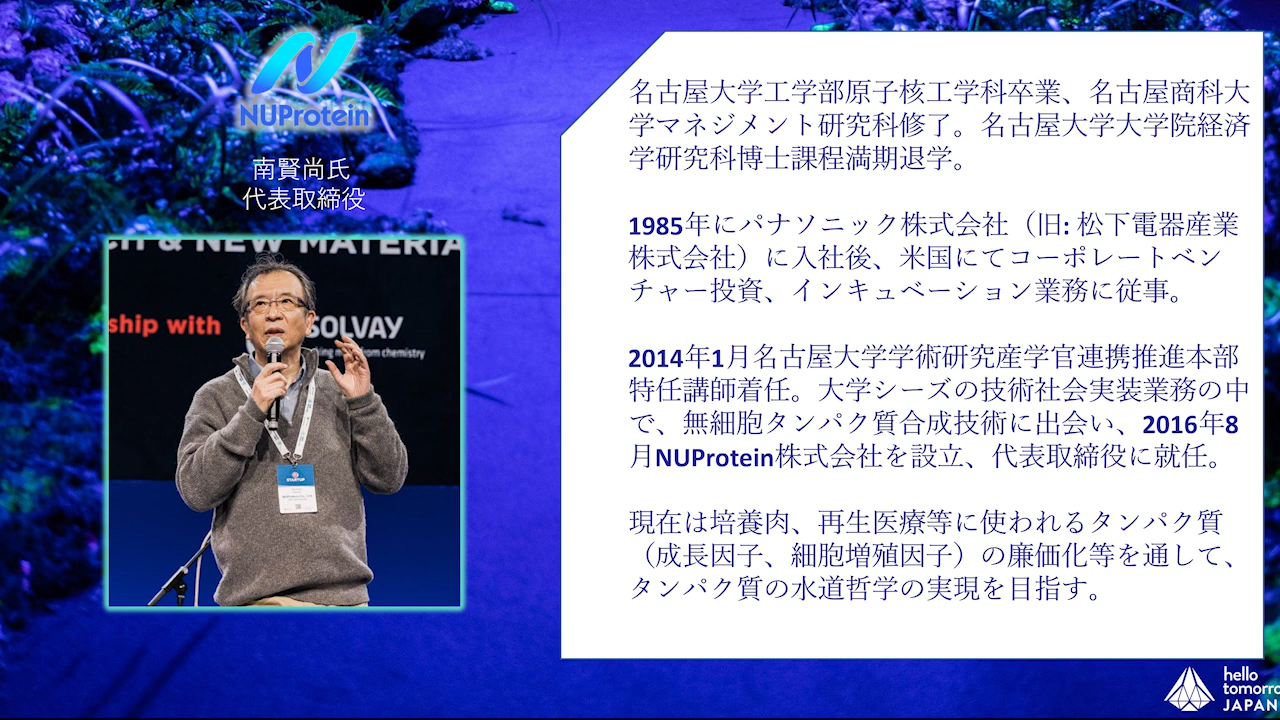 NUProtein
南賢尚氏
代表取締役
CH & NEW MATERIA
ship with
SOLVAY
from chemistry
STARTUP
名古屋大学工学部原子核工学科卒業、名古屋商科大
学マネジメント研究科修了。名古屋大学大学院経済
学研究科博士課程満期退学。
1985年にパナソニック株式会社（旧: 松下電器産業
株式会社）に入社後、米国にてコーポレートベン
チャー投資、インキュベーション業務に従事。
2014年1月名古屋大学学術研究産学官連携推進本部
特任講師着任。大学シーズの技術社会実装業務の中
で、無細胞タンパク質合成技術に出会い、2016年8
月NUProtein株式会社を設立、代表取締役に就任。
現在は培養肉、再生医療等に使われるタンパク質
（成長因子、細胞増殖因子）の廉価化等を通して、
タンパク質の水道哲学の実現を目指す。
hello
tomorro
JAPAN